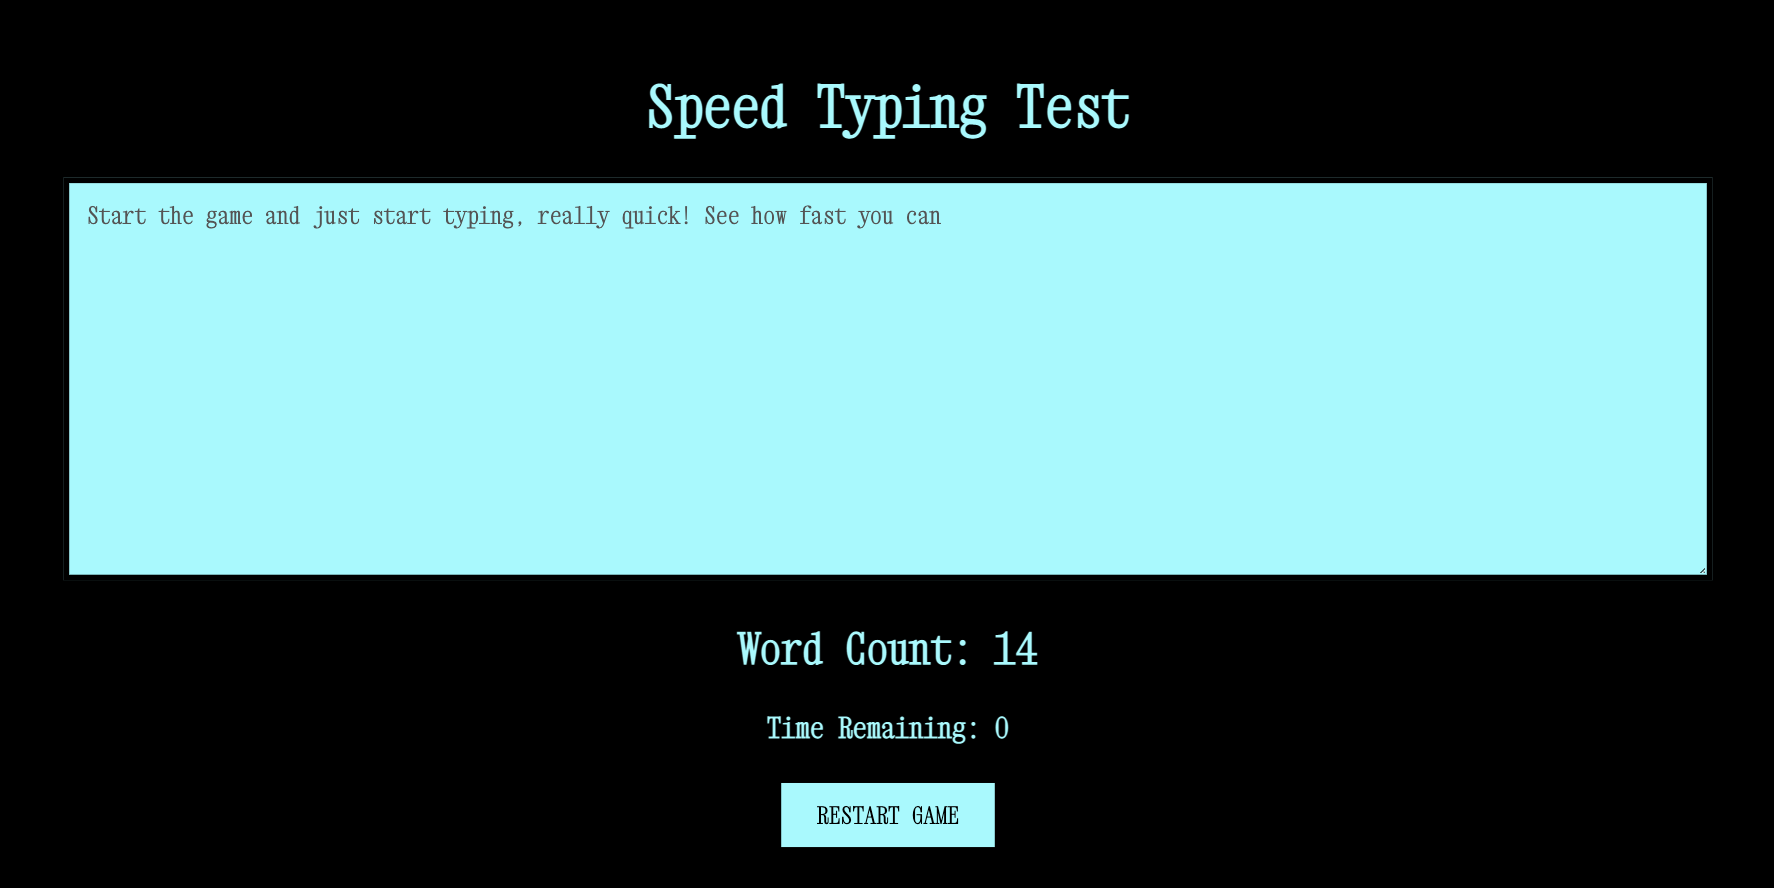 Speed Typing Test
Start the game and just start typing, really quick! See how fast you can
Word Count: 14
Time Remaining: 0
RESTART GAME